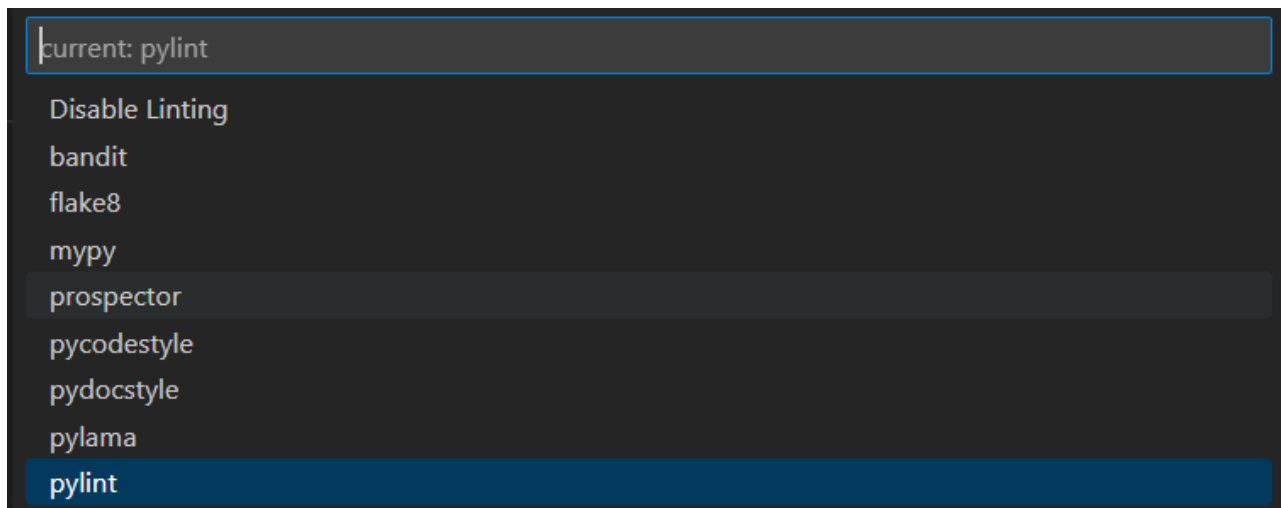 current: pylint
Disable Linting
bandit
flake8
mypy
prospector
pycodestyle
pydocstyle
pylama
pylint